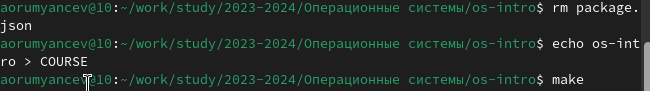 aorumyancev@10:~/work/study/2023-2024/Операционные системы/os-intro$ rm package.
json
aorumyancev@10:~/work/study/2023-2024/Операционные системы/os-intro$ echo os-int
ro > COURSE
aorumyancev@10:~/work/study/2023-2024/Операционные системы/os-intro$ make